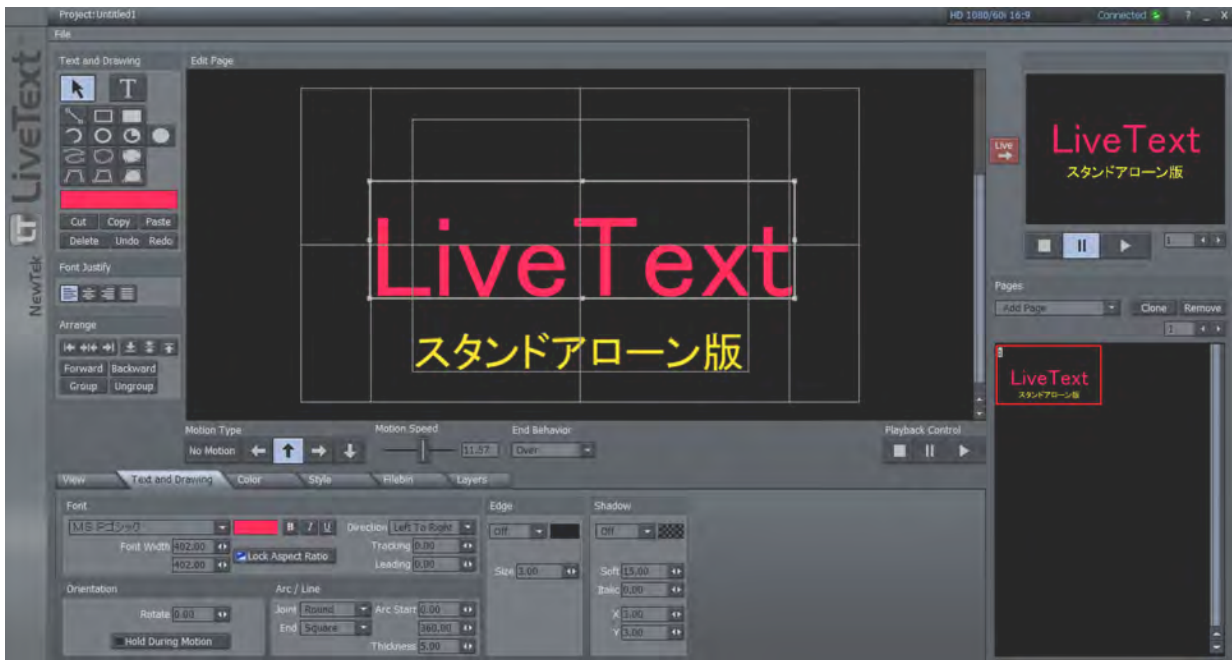 Project:Untitled1
HD 1080/60i 16:9
Connected
?
_
X
File
NEWTEK LT LiveText
Text and Drawing
T
Cut Copy Paste
Delete Undo Redo
Font Justify
Arrange
Forward Backward
Group Ungroup
Edit Page
LiveText
スタンドアローン版
Motion Type
No Motion
Motion Speed
11.57
End Behavior
Over
Playback Control
Live
LiveText
スタンドアローン版
1
Pages
Add Page
Clone Remove
1
LiveText
スタンドアローン版
View Text and Drawing Color Style Filebin Layers
Font
MS Pゴシック
B I U
Font Width 402.00
402.00
Lock Aspect Ratio
Direction Left To Right
Tracking 0.00
Leading 0.00
Orientation
Rotate 0.00
Hold During Motion
Arc / Line
Joint Round
End Square
Arc Start 0.00
360.00
Thickness 5.00
Edge
Off
Size 3.00
Shadow
Off
Soft 15.00
Italic 0.00
X 3.00
Y 3.00